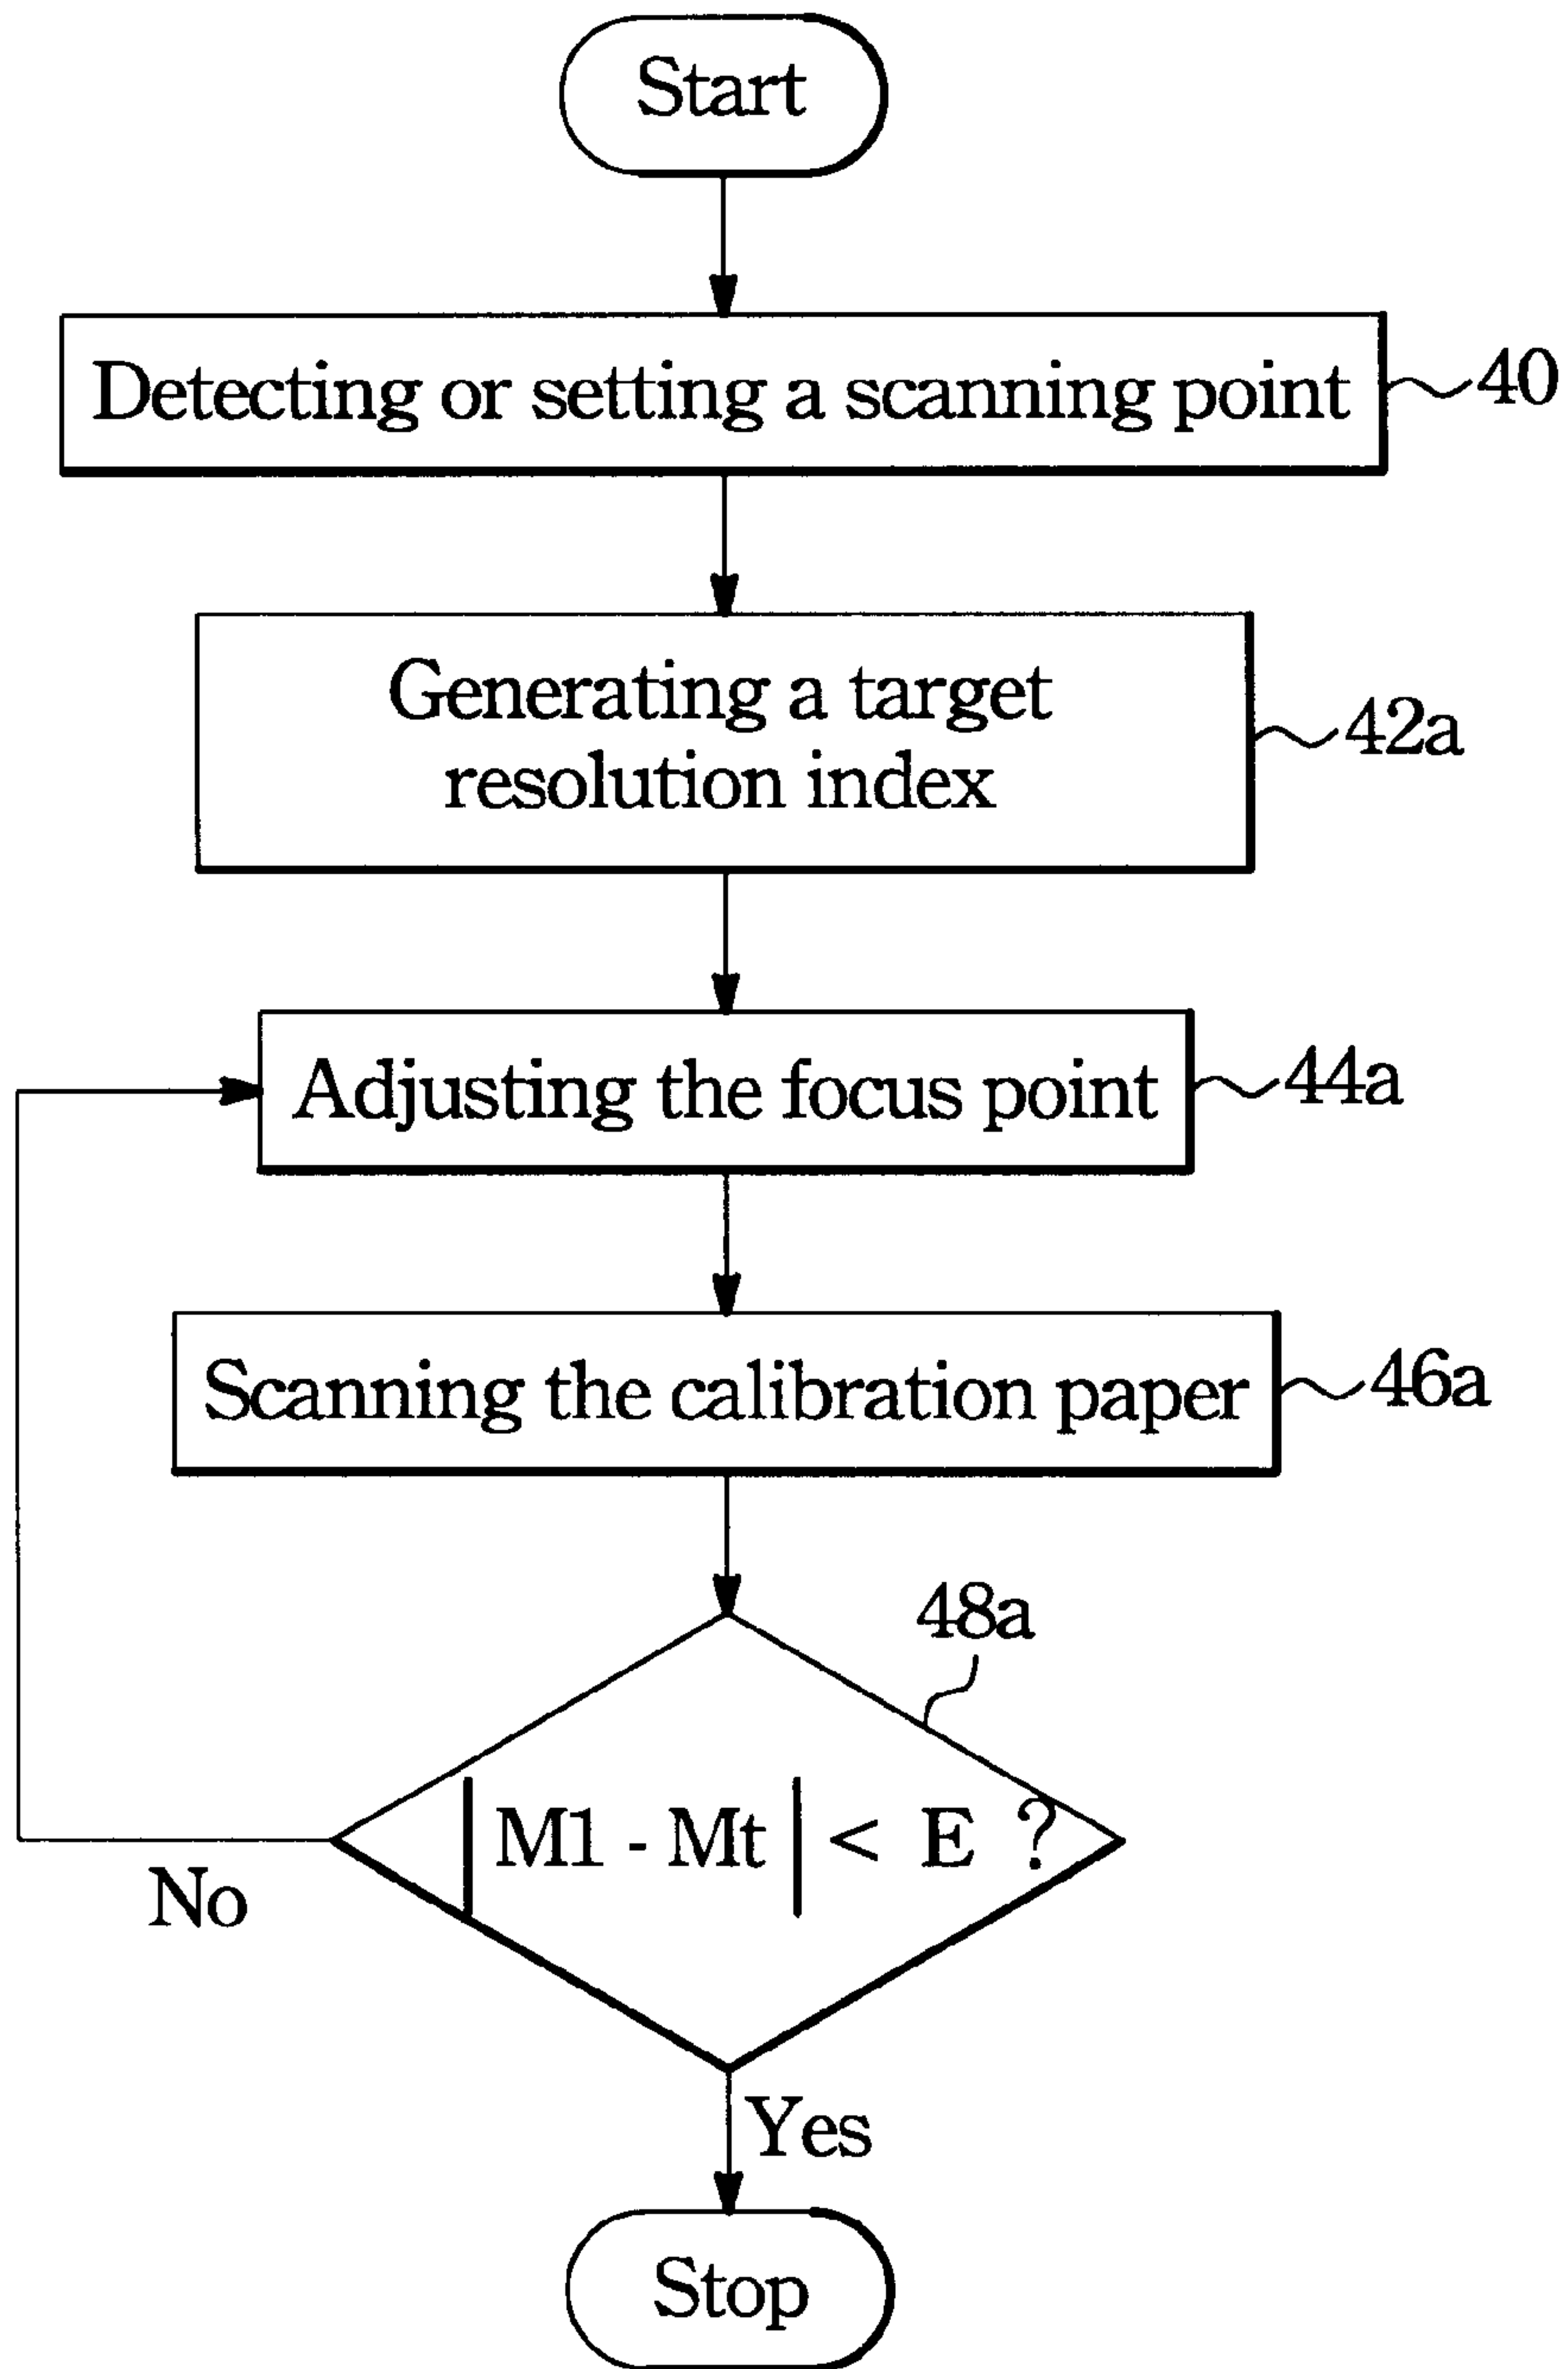 Start
Detecting or setting a scanning point
40
Generating a target
resolution index
42a
Adjusting the focus point
44a
Scanning the calibration paper
46a
48a
| M1 - Mt | < E ?
No
Yes
Stop